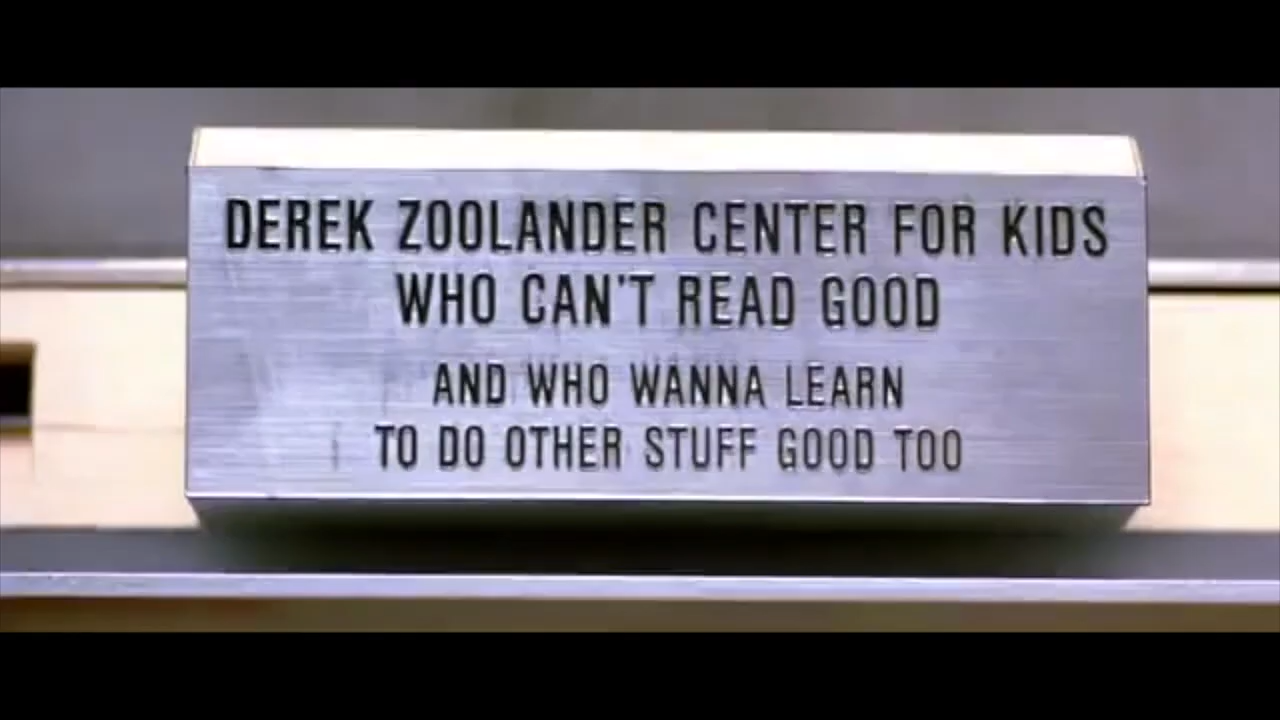 DEREK ZOOLANDER CENTER FOR KIDS
WHO CAN'T READ GOOD
AND WHO WANNA LEARN
TO DO OTHER STUFF GOOD TOO